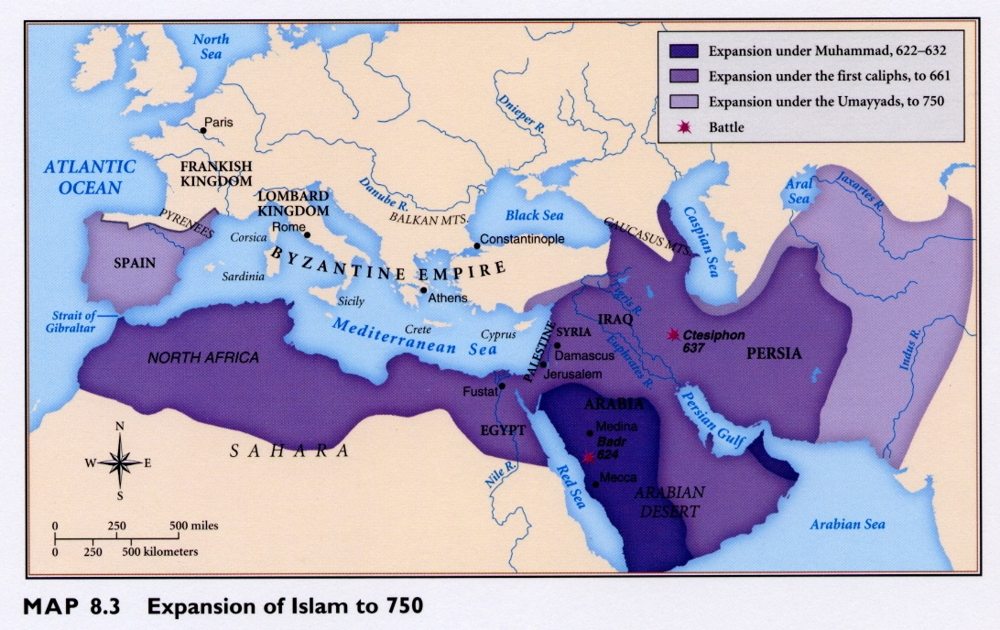 North
Sea
Expansion under Muhammad, 622–632
Expansion under the first caliphs, to 661
Expansion under the Umayyads, to 750
Battle
Paris
Dnieper R.
ATLANTIC
OCEAN
FRANKISH
KINGDOM
LOMBARD
KINGDOM
Danube R.
Aral
Sea
Jaxartes R.
PYRENEES
Rome
BALKAN MTS.
Black Sea
CAUCASUS MTS.
Caspian
Sea
Corsica
Constantinople
SPAIN
BYZANTINE EMPIRE
Sardinia
Sicily
Athens
Tigris R.
Strait of
Gibraltar
Mediterranean Sea
Crete
Cyprus
SYRIA
IRAQ
Ctesiphon
637
PERSIA
Indus R.
NORTH AFRICA
PALESTINE
Damascus
Euphrates R.
Jerusalem
Fustat
ARABIA
Persian Gulf
EGYPT
Medina
Badr
624
SAHARA
Nile R.
Red Sea
Mecca
ARABIAN
DESERT
Arabian Sea
N
W
E
S
0 250 500 miles
0 250 500 kilometers
MAP 8.3 Expansion of Islam to 750